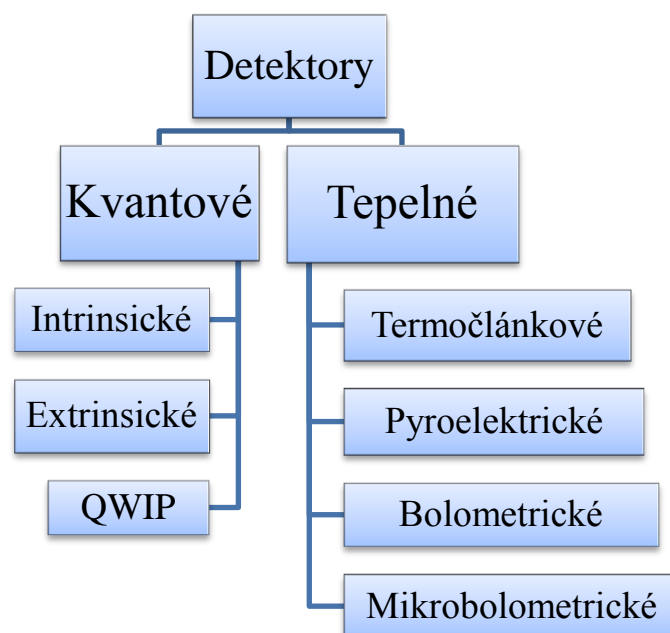 Detektory
Kvantové
Intrinsické
Extrinsické
QWIP
Tepelné
Termočlánkové
Pyroelektrické
Bolometrické
Mikrobolometrické